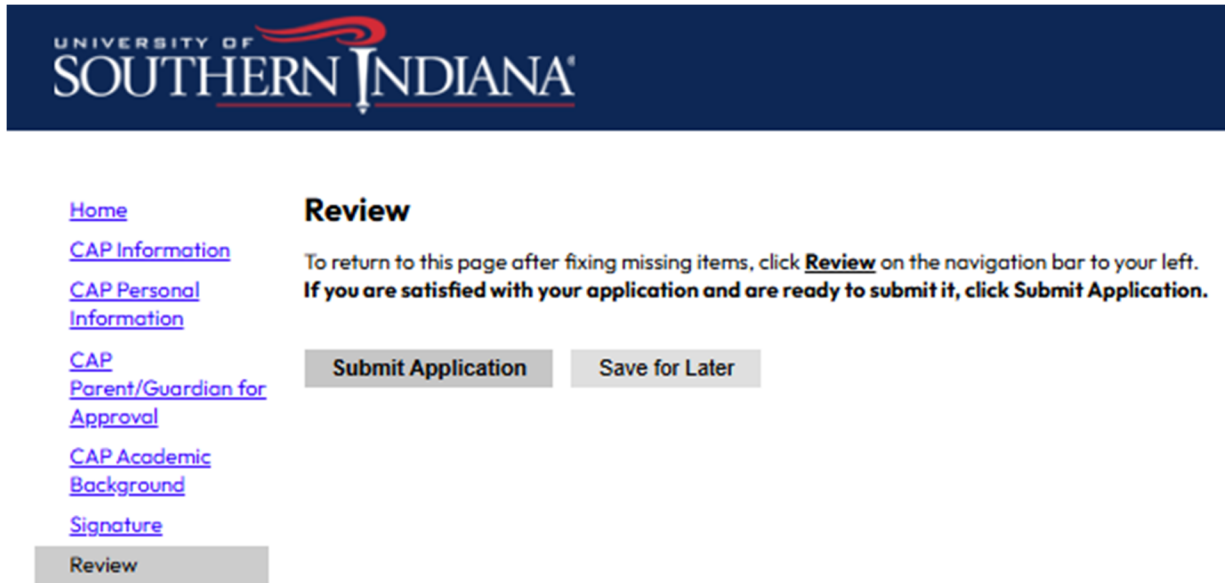 UNIVERSITY OF
SOUTHERN INDIANA®
Home
CAP Information
CAP Personal
Information
CAP
Parent/Guardian for
Approval
CAP Academic
Background
Signature
Review
Review
To return to this page after fixing missing items, click Review on the navigation bar to your left.
If you are satisfied with your application and are ready to submit it, click Submit Application.
Submit Application
Save for Later